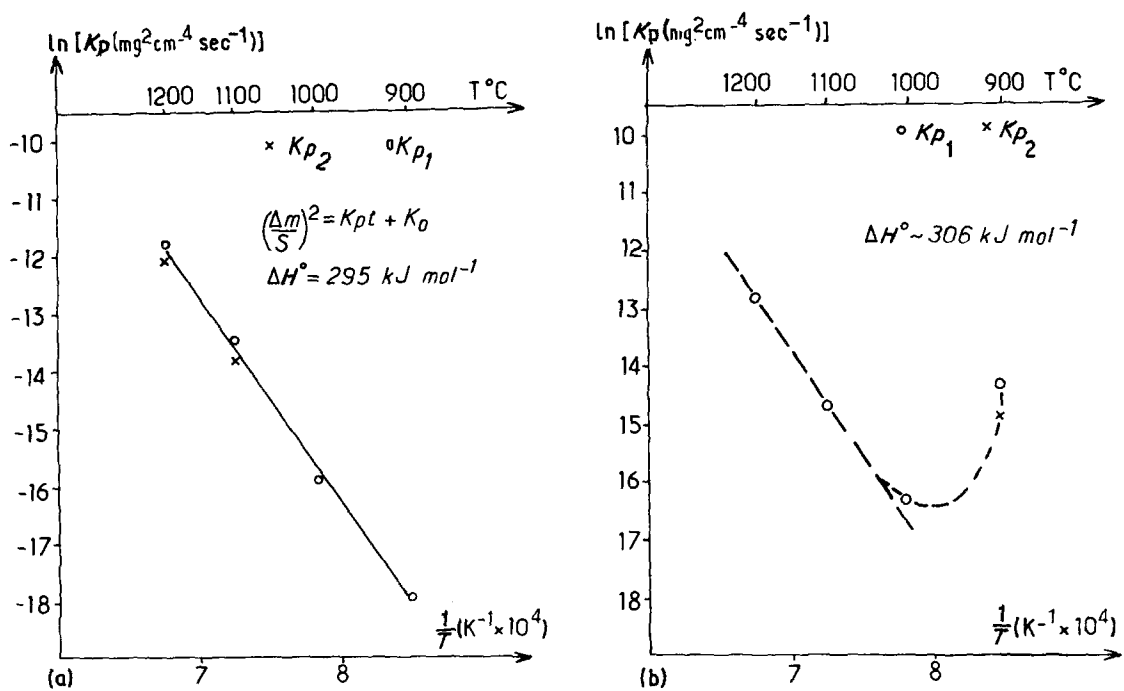 ln [Kp(mg²cm⁻⁴ sec⁻¹)]
1200 1100 1000 900 T°C
× Kp₂ oKp₁
(Δm/S)² = Kpt + K₀
ΔH° = 295 kJ mol⁻¹
-10
-11
-12
-13
-14
-15
-16
-17
-18
1/T (K⁻¹ × 10⁴)
(a) 7 8
ln [Kp(mg²cm⁻⁴ sec⁻¹)]
1200 1100 1000 900 T°C
o Kp₁ × Kp₂
ΔH° ~ 306 kJ mol⁻¹
10
11
12
13
14
15
16
17
18
1/T (K⁻¹ × 10⁴)
(b) 7 8